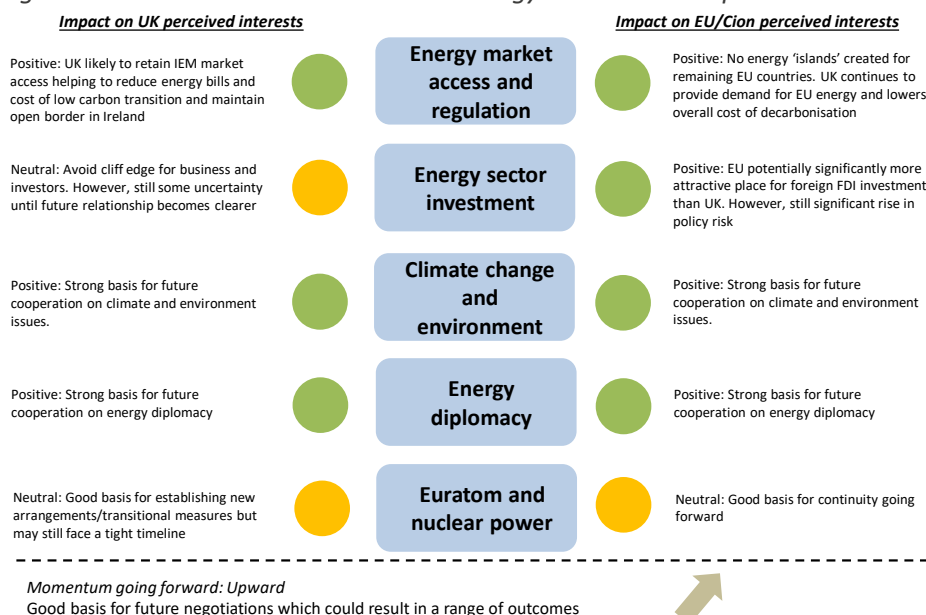 Impact on UK perceived interests
Impact on EU/Cion perceived interests
Positive: UK likely to retain IEM market
access helping to reduce energy bills and
cost of low carbon transition and maintain
open border in Ireland
Energy market
access and
regulation
Positive: No energy ‘islands’ created for
remaining EU countries. UK continues to
provide demand for EU energy and lowers
overall cost of decarbonisation
Neutral: Avoid cliff edge for business and
investors. However, still some uncertainty
until future relationship becomes clearer
Energy sector
investment
Positive: EU potentially significantly more
attractive place for foreign FDI investment
than UK. However, still significant rise in
policy risk
Positive: Strong basis for future
cooperation on climate and environment
issues.
Climate change
and
environment
Positive: Strong basis for future
cooperation on climate and environment
issues.
Positive: Strong basis for future
cooperation on energy diplomacy
Energy
diplomacy
Positive: Strong basis for future
cooperation on energy diplomacy
Neutral: Good basis for establishing new
arrangements/transitional measures but
may still face a tight timeline
Euratom and
nuclear power
Neutral: Good basis for continuity going
forward
Momentum going forward: Upward
Good basis for future negotiations which could result in a range of outcomes